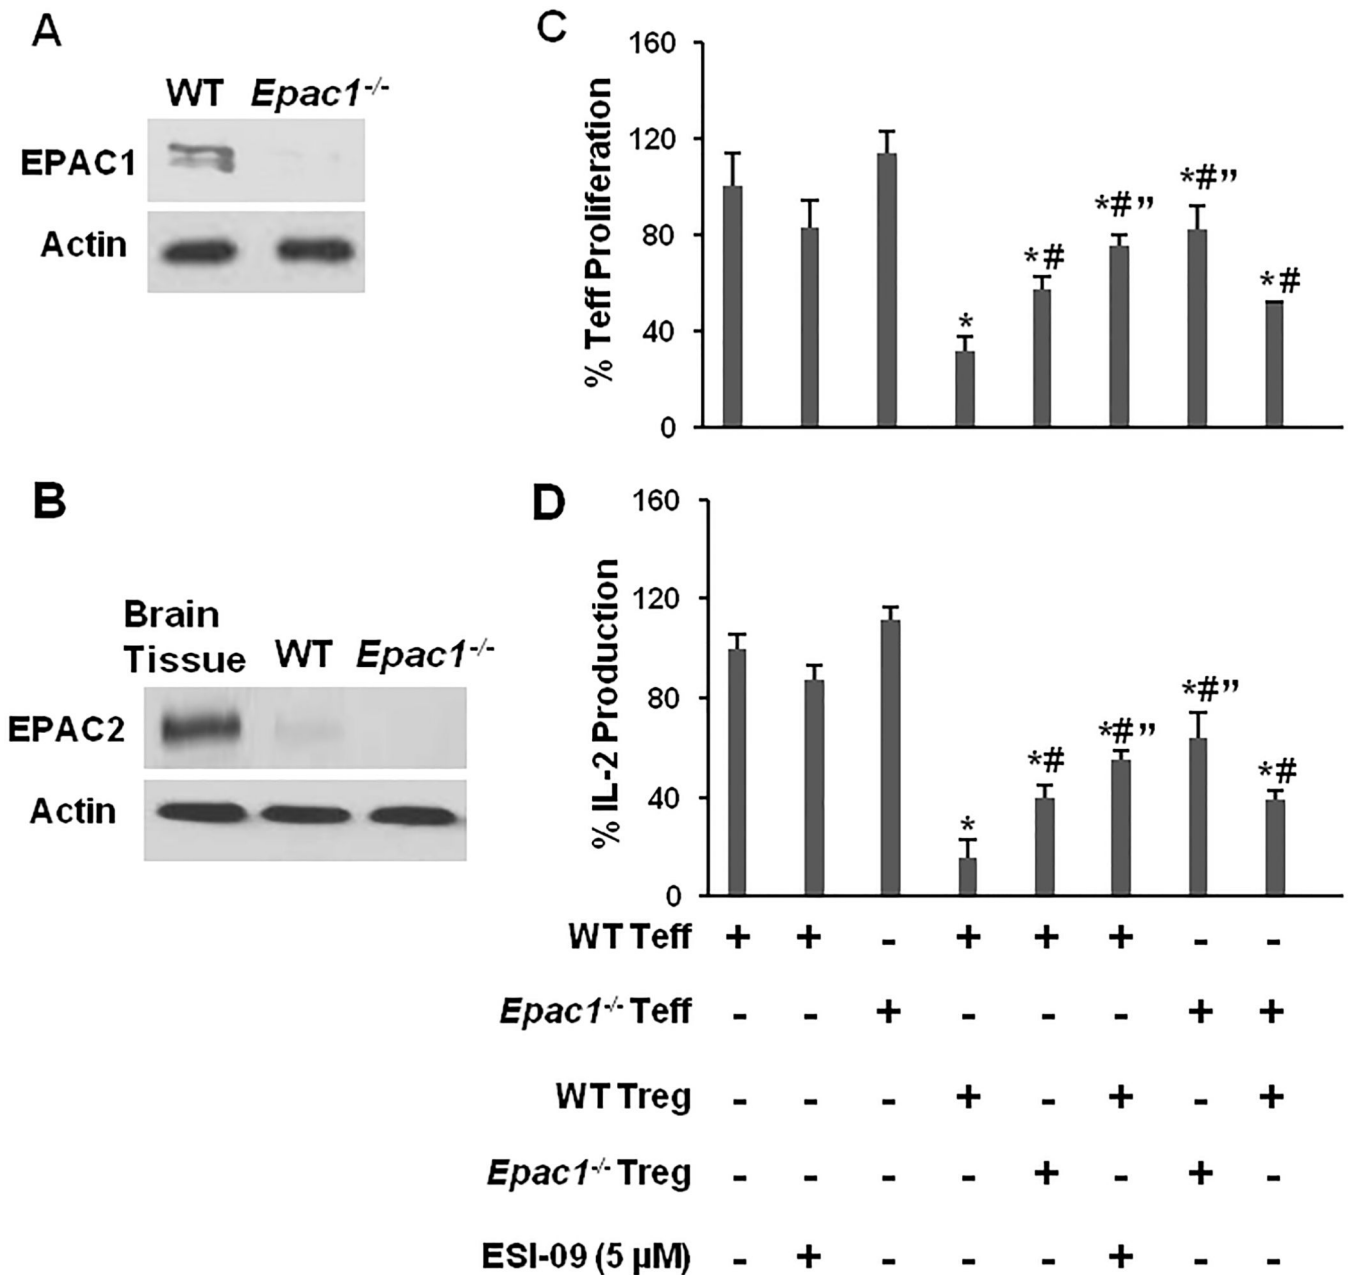 A
WT Epac1-/-
EPAC1
Actin
B
Brain
Tissue WT Epac1-/-
EPAC2
Actin
C
160
120
80
40
0
% Teff Proliferation
*
*#
*#”
*#”
*#
D
160
120
80
40
0
% IL-2 Production
*
*#
*#”
*#”
*#
WT Teff + + - + + + - -
Epac1-/- Teff - - + - - - + +
WT Treg - - - + - + - +
Epac1-/- Treg - - - - + - + -
ESI-09 (5 µM) - + - - - + - -